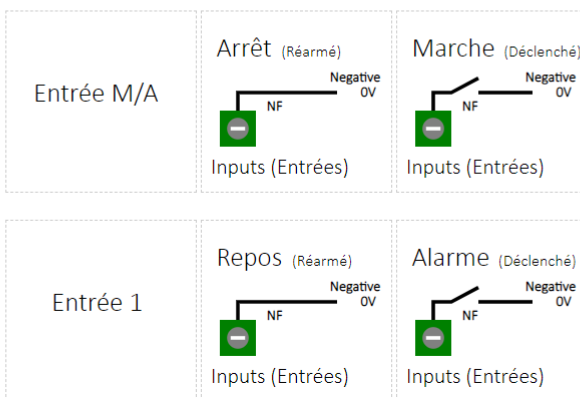 Entrée M/A
Arrêt (Réarmé)
Negative
0V
NF
Inputs (Entrées)
Marche (Déclenché)
Negative
0V
NF
Inputs (Entrées)
Entrée 1
Repos (Réarmé)
Negative
0V
NF
Inputs (Entrées)
Alarme (Déclenché)
Negative
0V
NF
Inputs (Entrées)